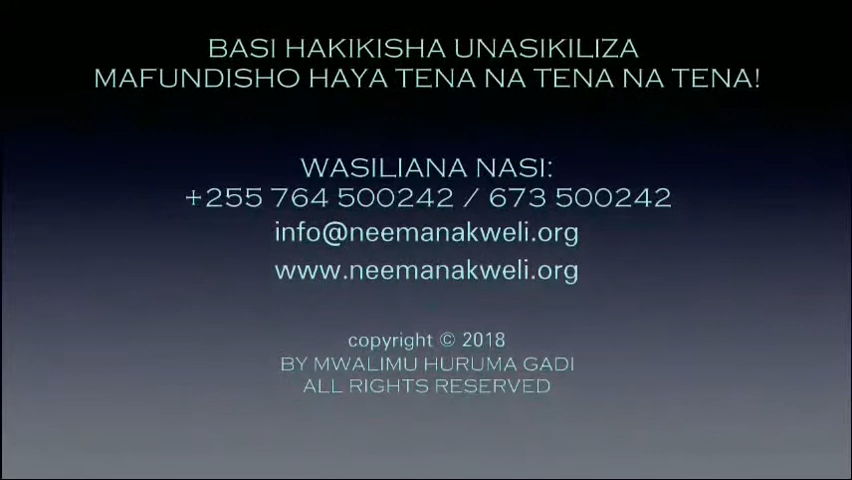 BASI HAKIKISHA UNASIKILIZA
MAFUNDISHO HAYA TENA NA TENA NA TENA!
WASILIANA NASI:
+255 764 500242 / 673 500242
info@neemanakweli.org
www.neemanakweli.org
copyright © 2018
BY MWALIMU HURUMA GADI
ALL RIGHTS RESERVED